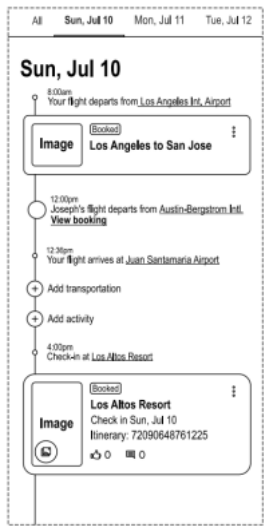 All Sun, Jul 10 Mon, Jul 11 Tue, Jul 12
Sun, Jul 10
8:00am
Your flight departs from Los Angeles Int. Airport
Booked
Image
Los Angeles to San Jose
12:00pm
Joseph's flight departs from Austin-Bergstrom Intl.
View booking
12:36pm
Your flight arrives at Juan Santamaria Airport
Add transportation
Add activity
4:00pm
Check-in at Los Altos Resort
Booked
Los Altos Resort
Check in Sun, Jul 10
Image
Itinerary: 72090648761225
0 0